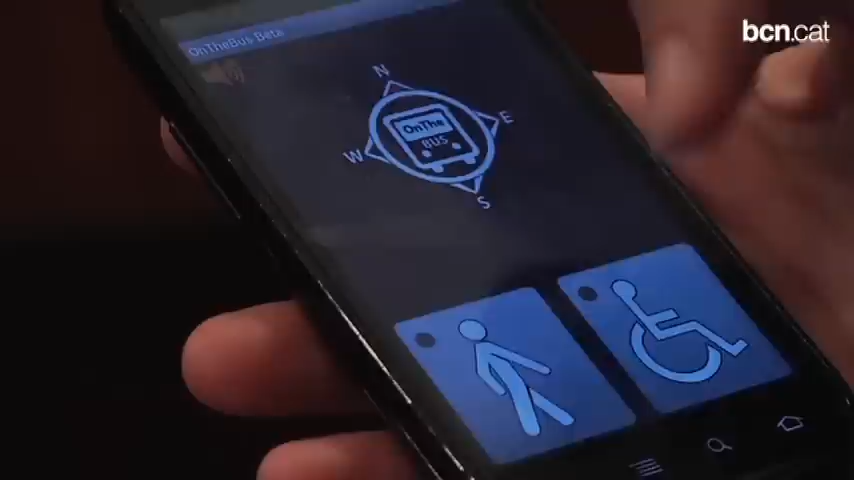 bcn.cat
OnTheBus Beta
N
E
OnThe
BUS
W
S